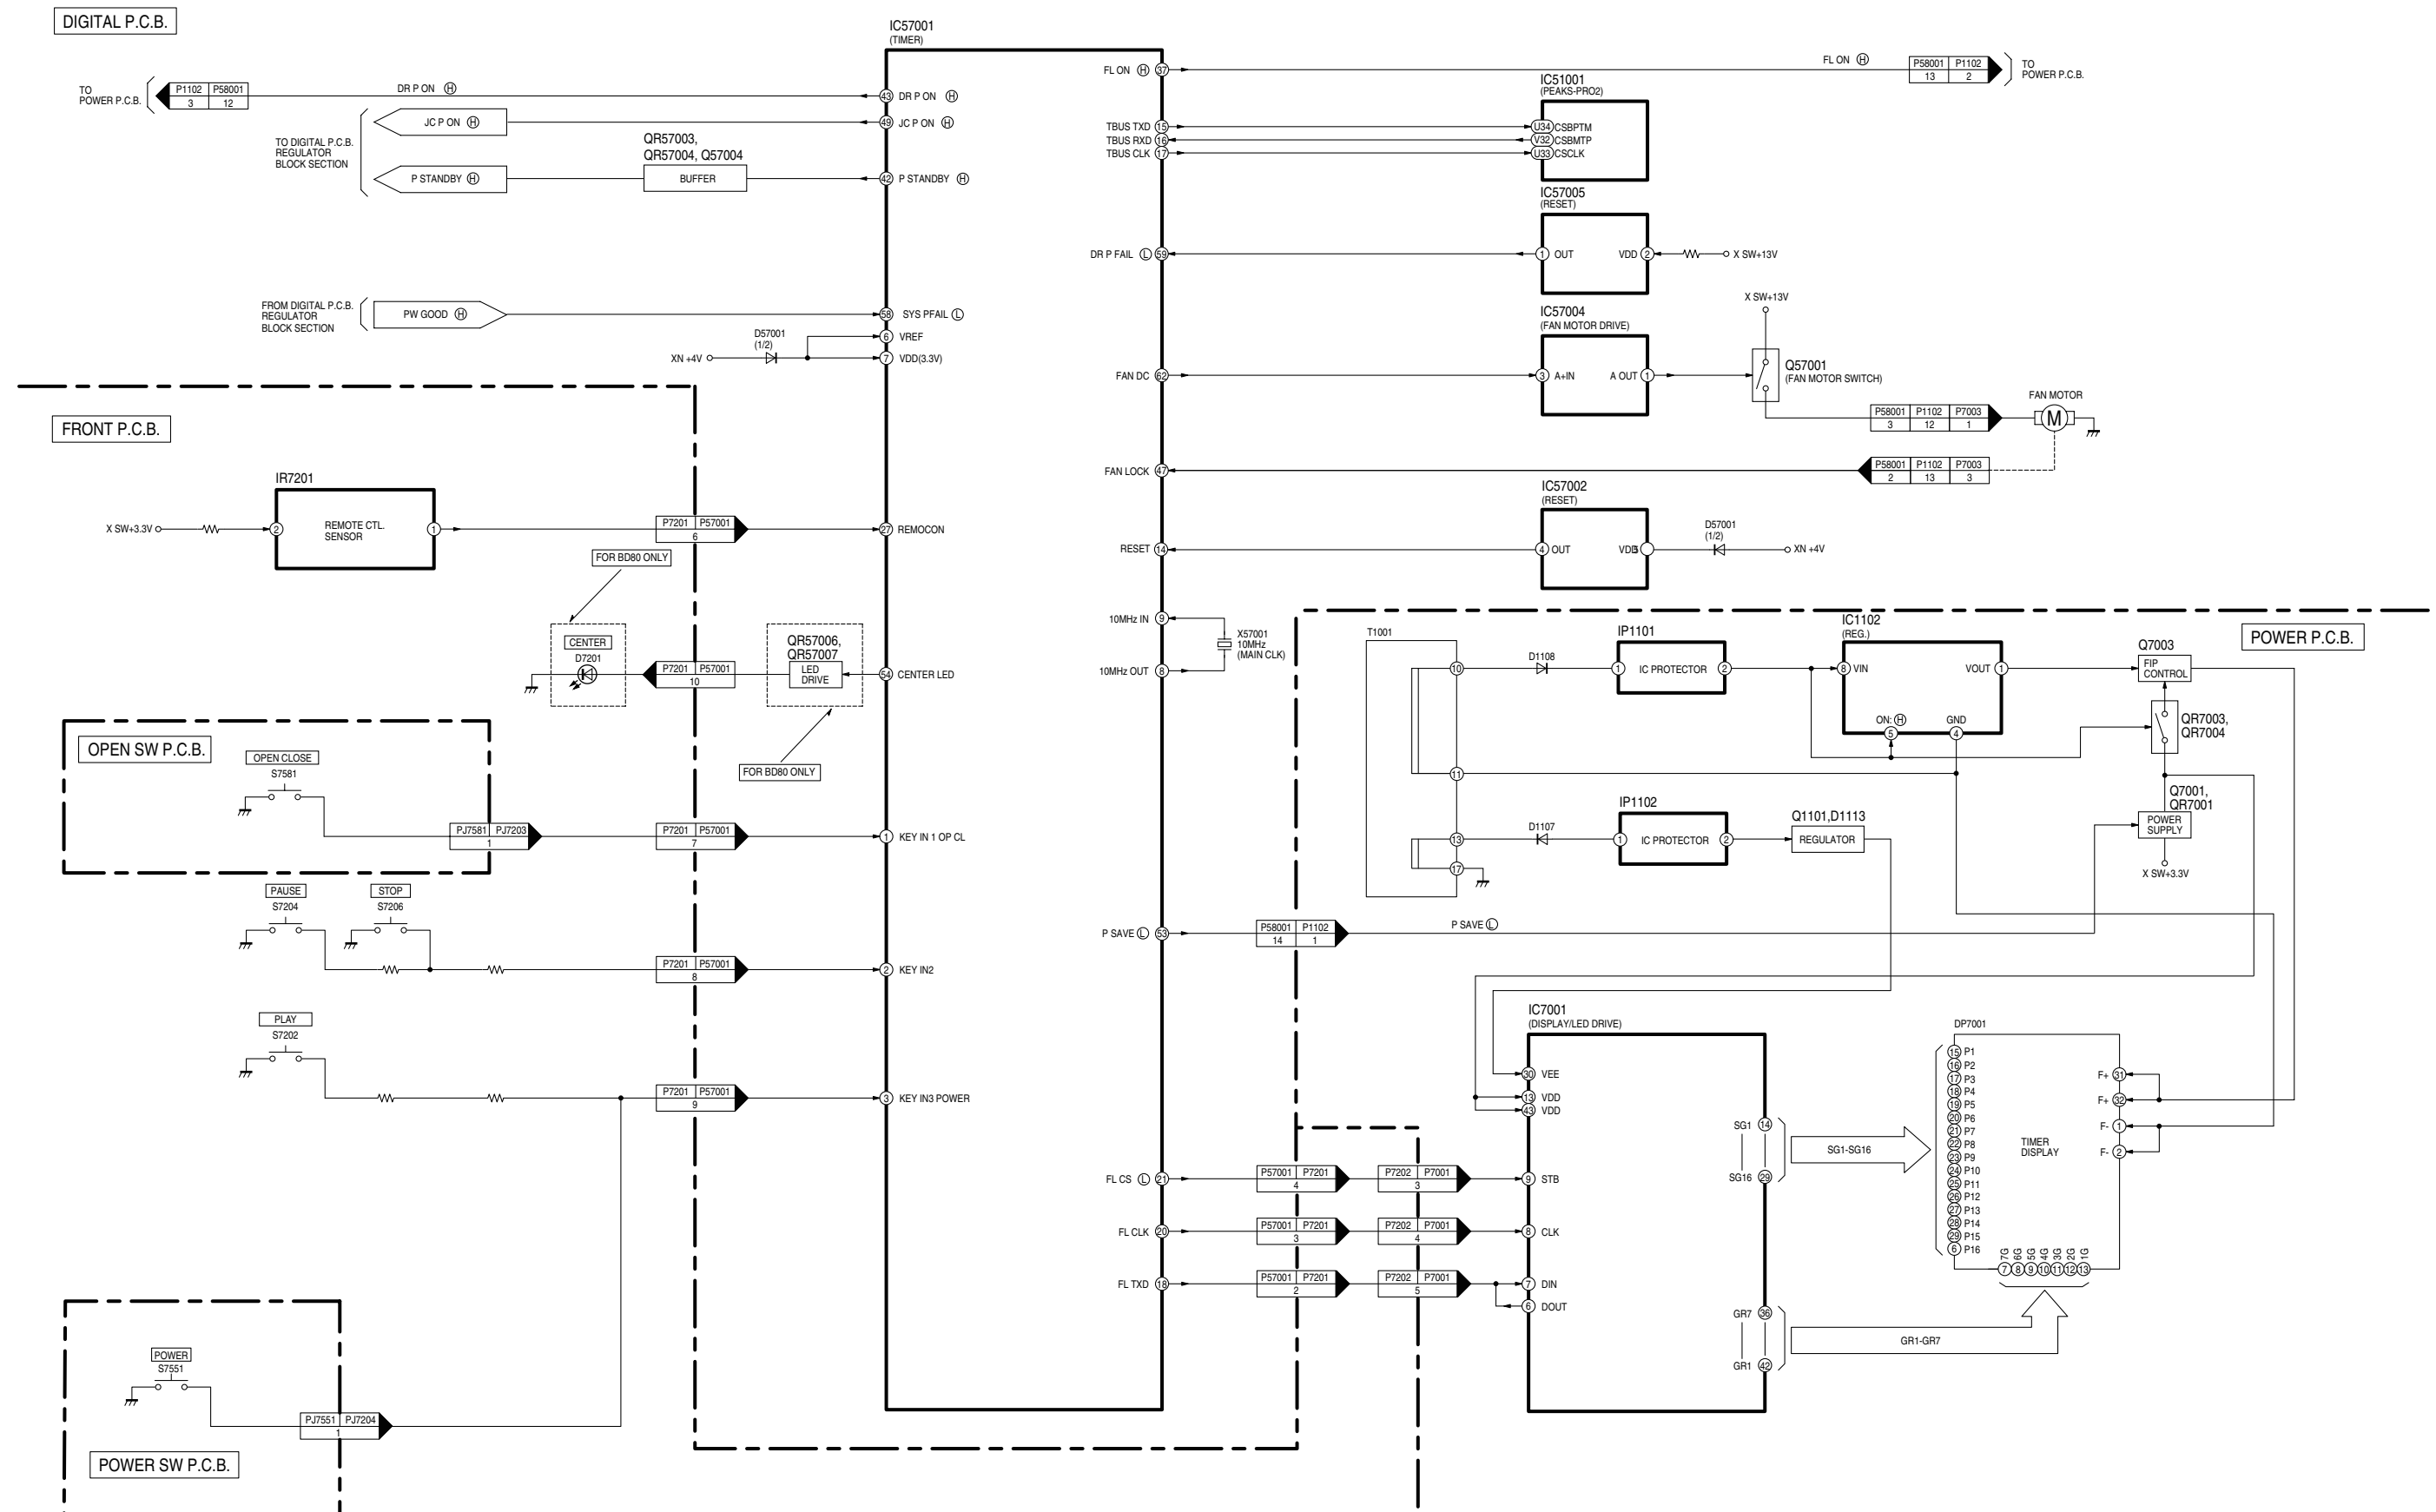 DIGITAL P.C.B.
IC57001
(TIMER)
TO
POWER P.C.B.
P1102 P58001
3 12
DR P ON (H)
43 DR P ON (H)
TO DIGITAL P.C.B.
REGULATOR
BLOCK SECTION
JC P ON (H)
49 JC P ON (H)
QR57003,
QR57004, Q57004
P STANDBY (H)
BUFFER
42 P STANDBY (H)
FROM DIGITAL P.C.B.
REGULATOR
BLOCK SECTION
PW GOOD (H)
58 SYS PFAIL (L)
D57001
(1/2)
6 VREF
XN +4V
7 VDD(3.3V)
FL ON (H) 37
FL ON (H)
P58001 P1102
13 2
TO
POWER P.C.B.
IC51001
(PEAKS-PRO2)
TBUS TXD 15
U34 CSBPTM
TBUS RXD 16
V32 CSBMTP
TBUS CLK 17
U33 CSCLK
IC57005
(RESET)
DR P FAIL (L) 59
1 OUT
VDD 2
X SW+13V
X SW+13V
IC57004
(FAN MOTOR DRIVE)
FAN DC 62
3 A+IN
A OUT 1
Q57001
(FAN MOTOR SWITCH)
FAN MOTOR
P58001 P1102 P7003
3 12 1
M
FAN LOCK 47
P58001 P1102 P7003
2 13 3
IC57002
(RESET)
RESET 14
4 OUT
VDD 5
D57001
(1/2)
XN +4V
10MHz IN 9
X57001
10MHz
(MAIN CLK)
10MHz OUT 8
FRONT P.C.B.
IR7201
X SW+3.3V
2
REMOTE CTL.
SENSOR
1
P7201 P57001
6
27 REMOCON
FOR BD80 ONLY
CENTER
D7201
P7201 P57001
10
QR57006,
QR57007
LED
DRIVE
54 CENTER LED
FOR BD80 ONLY
OPEN SW P.C.B.
OPEN CLOSE
S7581
PJ7581 PJ7203
1
P7201 P57001
7
1 KEY IN 1 OP CL
PAUSE
S7204
STOP
S7206
P7201 P57001
8
2 KEY IN2
PLAY
S7202
P7201 P57001
9
3 KEY IN3 POWER
POWER
S7551
PJ7551 PJ7204
1
POWER SW P.C.B.
POWER P.C.B.
T1001
10
D1108
IP1101
1 IC PROTECTOR 2
IC1102
(REG.)
8 VIN
VOUT 1
ON: (H)
GND
5
4
Q7003
FIP
CONTROL
QR7003,
QR7004
11
Q7001,
QR7001
POWER
SUPPLY
X SW+3.3V
13
17
D1107
IP1102
1 IC PROTECTOR 2
Q1101,D1113
REGULATOR
P SAVE (L) 53
P58001 P1102
14 1
P SAVE (L)
IC7001
(DISPLAY/LED DRIVE)
30 VEE
13 VDD
43 VDD
SG1 14
SG16 29
SG1-SG16
FL CS (L) 21
P57001 P7201
4
P7202 P7001
3
9 STB
FL CLK 20
P57001 P7201
3
P7202 P7001
4
8 CLK
FL TXD 18
P57001 P7201
2
P7202 P7001
5
7 DIN
6 DOUT
GR7 36
GR1 42
GR1-GR7
DP7001
15 P1
16 P2
17 P3
18 P4
19 P5
20 P6
21 P7
22 P8
23 P9
24 P10
25 P11
26 P12
27 P13
28 P14
29 P15
6 P16
TIMER
DISPLAY
F+ 31
F+ 32
F- 1
F- 2
7G 6G 5G 4G 3G 2G 1G
7 8 9 10 11 12 13